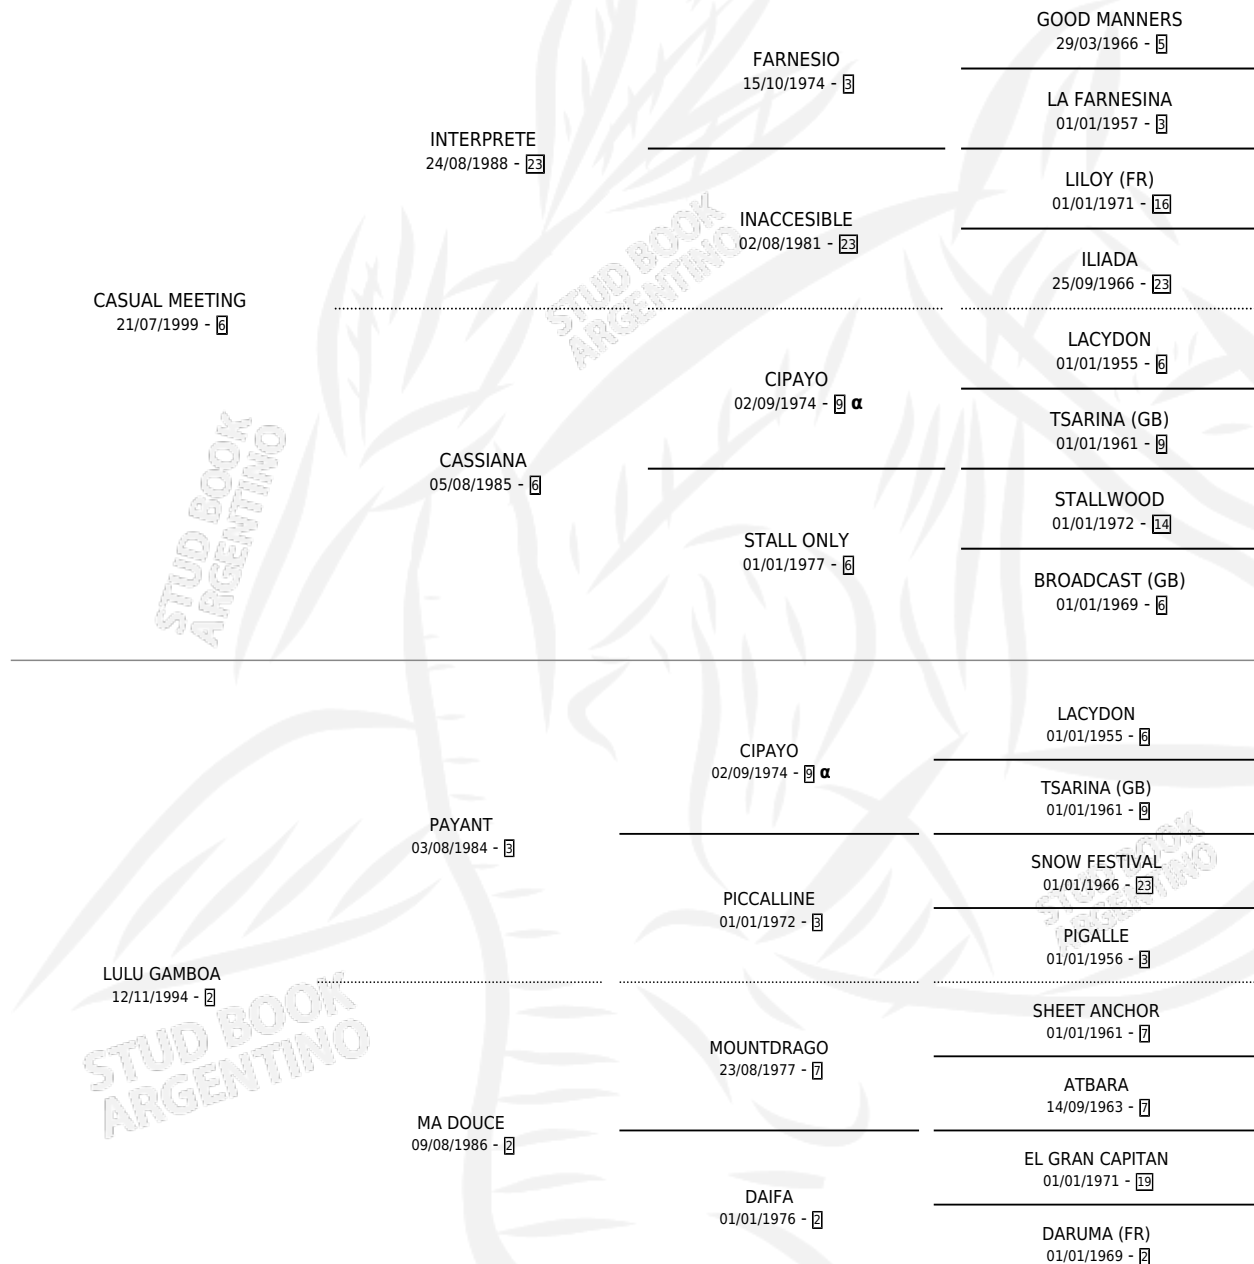 GOOD MANNERS
29/03/1966 - 5
FARNESIO
15/10/1974 - 3
LA FARNESINA
01/01/1957 - 3
INTERPRETE
24/08/1988 - 23
LILOY (FR)
01/01/1971 - 16
INACCESIBLE
02/08/1981 - 23
ILIADA
25/09/1966 - 23
CASUAL MEETING
21/07/1999 - 6
LACYDON
01/01/1955 - 6
CIPAYO
02/09/1974 - 9 α
TSARINA (GB)
01/01/1961 - 9
CASSIANA
05/08/1985 - 6
STALLWOOD
01/01/1972 - 14
STALL ONLY
01/01/1977 - 6
BROADCAST (GB)
01/01/1969 - 6
LACYDON
01/01/1955 - 6
CIPAYO
02/09/1974 - 9 α
TSARINA (GB)
01/01/1961 - 9
PAYANT
03/08/1984 - 3
SNOW FESTIVAL
01/01/1966 - 23
PICCALLINE
01/01/1972 - 3
PIGALLE
01/01/1956 - 3
LULU GAMBOA
12/11/1994 - 2
SHEET ANCHOR
01/01/1961 - 7
MOUNTDRAGO
23/08/1977 - 7
ATBARA
14/09/1963 - 7
MA DOUCE
09/08/1986 - 2
EL GRAN CAPITAN
01/01/1971 - 19
DAIFA
01/01/1976 - 2
DARUMA (FR)
01/01/1969 - 2
STUD BOOK
ARGENTINO
STUD BOOK
ARGENTINO
STUD BOOK
ARGENTINO
STUD BOOK
ARGENTINO